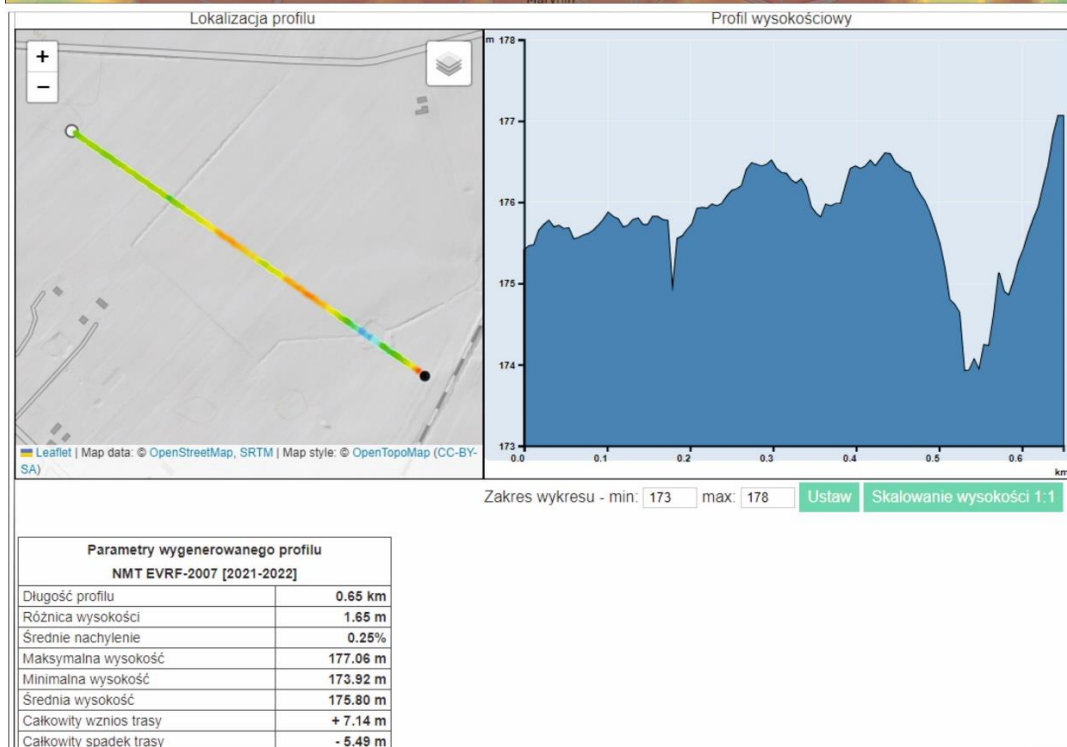 Lokalizacja profilu
Profil wysokościowy
+
−
Leaflet | Map data: © OpenStreetMap, SRTM | Map style: © OpenTopoMap (CC-BY-
SA)
m 178
177
176
175
174
173
0.0 0.1 0.2 0.3 0.4 0.5 0.6
km
Zakres wykresu - min: 173 max: 178 Ustaw Skalowanie wysokości 1:1
Parametry wygenerowanego profilu
NMT EVRF-2007 [2021-2022]
Długość profilu 0.65 km
Różnica wysokości 1.65 m
Średnie nachylenie 0.25%
Maksymalna wysokość 177.06 m
Minimalna wysokość 173.92 m
Średnia wysokość 175.80 m
Całkowity wznios trasy + 7.14 m
Całkowity spadek trasy - 5.49 m